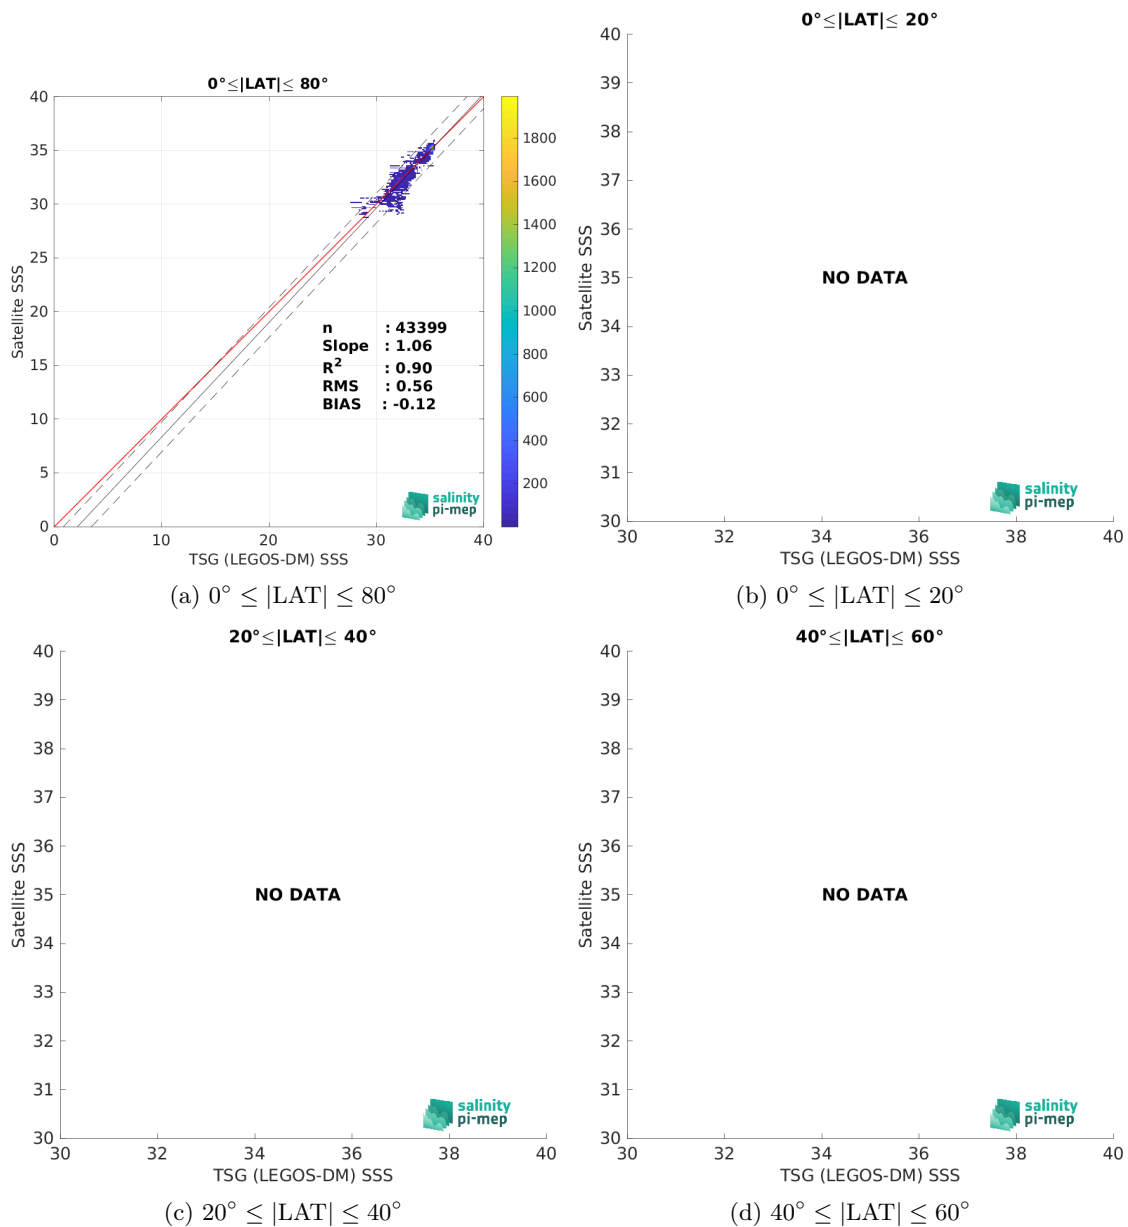 0°≤|LAT|≤ 80°
40
35
30
25
20
15
10
5
0
Satellite SSS
n : 43399
Slope : 1.06
R² : 0.90
RMS : 0.56
BIAS : -0.12
salinity
pi-mep
0 10 20 30 40
TSG (LEGOS-DM) SSS
1800
1600
1400
1200
1000
800
600
400
200
(a) 0° ≤ |LAT| ≤ 80°
0°≤|LAT|≤ 20°
40
39
38
37
36
35
34
33
32
31
30
Satellite SSS
NO DATA
salinity
pi-mep
30 32 34 36 38 40
TSG (LEGOS-DM) SSS
(b) 0° ≤ |LAT| ≤ 20°
20°≤|LAT|≤ 40°
40
39
38
37
36
35
34
33
32
31
30
Satellite SSS
NO DATA
salinity
pi-mep
30 32 34 36 38 40
TSG (LEGOS-DM) SSS
(c) 20° ≤ |LAT| ≤ 40°
40°≤|LAT|≤ 60°
40
39
38
37
36
35
34
33
32
31
30
Satellite SSS
NO DATA
salinity
pi-mep
30 32 34 36 38 40
TSG (LEGOS-DM) SSS
(d) 40° ≤ |LAT| ≤ 60°